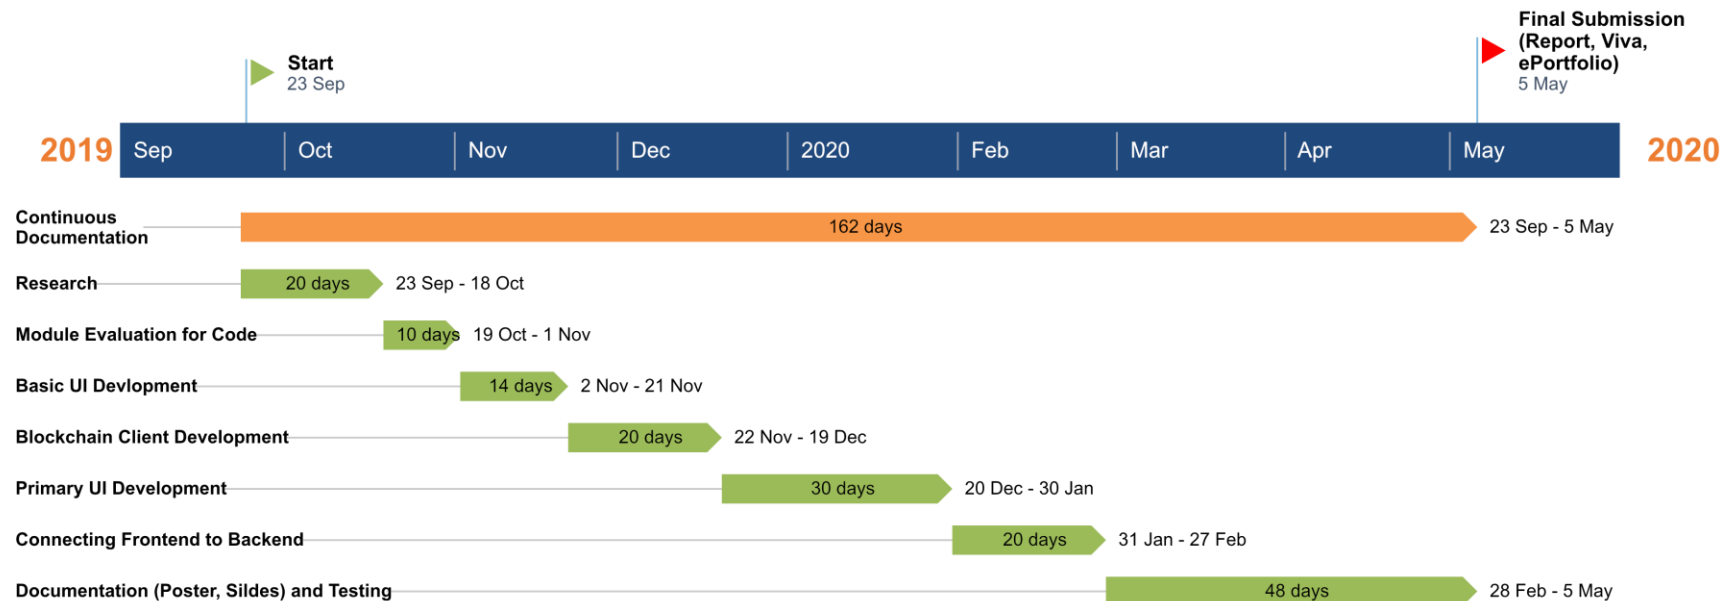 Start
23 Sep
Final Submission
(Report, Viva,
ePortfolio)
5 May
2019 Sep Oct Nov Dec 2020 Feb Mar Apr May 2020
Continuous
Documentation
162 days
23 Sep - 5 May
Research 20 days 23 Sep - 18 Oct
Module Evaluation for Code 10 days 19 Oct - 1 Nov
Basic UI Devlopment 14 days 2 Nov - 21 Nov
Blockchain Client Development 20 days 22 Nov - 19 Dec
Primary UI Development 30 days 20 Dec - 30 Jan
Connecting Frontend to Backend 20 days 31 Jan - 27 Feb
Documentation (Poster, Sildes) and Testing 48 days 28 Feb - 5 May